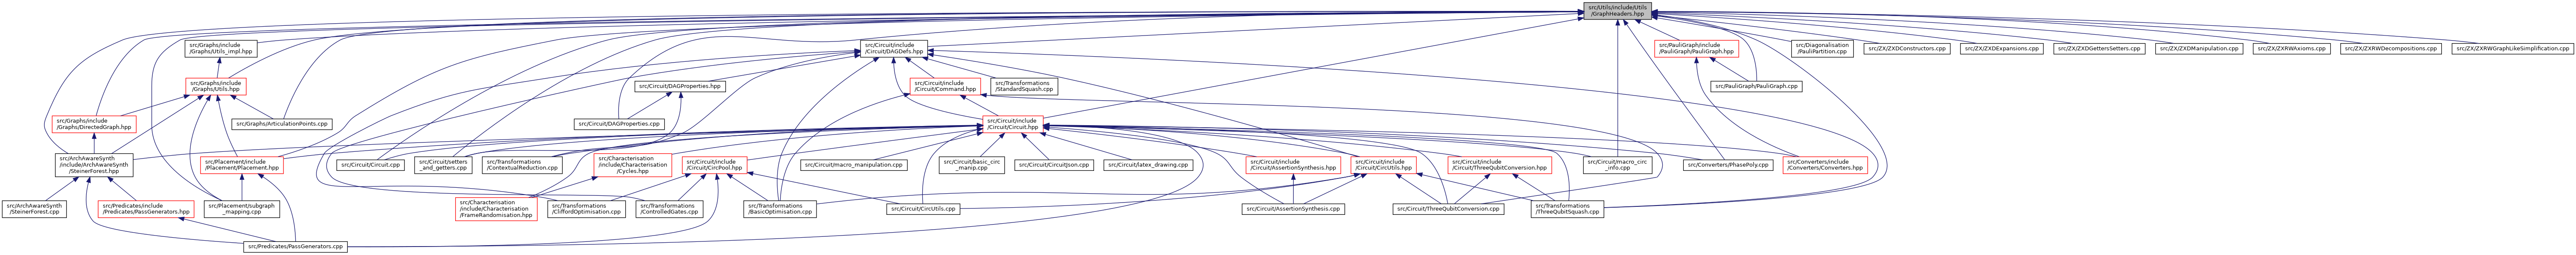 src/Utils/include/Utils
/GraphHeaders.hpp
src/Graphs/include
/Graphs/Utils_impl.hpp
src/Circuit/include
/Circuit/DAGDefs.hpp
src/PauliGraph/include
/PauliGraph/PauliGraph.hpp
src/Diagonalisation
/PauliPartition.cpp
src/ZX/ZXDConstructors.cpp
src/ZX/ZXDExpansions.cpp
src/ZX/ZXDGettersSetters.cpp
src/ZX/ZXDManipulation.cpp
src/ZX/ZXRWAxioms.cpp
src/ZX/ZXRWDecompositions.cpp
src/ZX/ZXRWGraphLikeSimplification.cpp
src/Graphs/include
/Graphs/Utils.hpp
src/Circuit/DAGProperties.hpp
src/Circuit/include
/Circuit/Command.hpp
src/Transformations
/StandardSquash.cpp
src/PauliGraph/PauliGraph.cpp
src/Graphs/include
/Graphs/DirectedGraph.hpp
src/Graphs/ArticulationPoints.cpp
src/Circuit/DAGProperties.cpp
src/Circuit/include
/Circuit/Circuit.hpp
src/ArchAwareSynth
/include/ArchAwareSynth
/SteinerForest.hpp
src/Placement/include
/Placement/Placement.hpp
src/Circuit/Circuit.cpp
src/Circuit/setters
_and_getters.cpp
src/Transformations
/ContextualReduction.cpp
src/Characterisation
/include/Characterisation
/Cycles.hpp
src/Circuit/include
/Circuit/CircPool.hpp
src/Circuit/macro_manipulation.cpp
src/Circuit/basic_circ
_manip.cpp
src/Circuit/CircuitJson.cpp
src/Circuit/latex_drawing.cpp
src/Circuit/include
/Circuit/AssertionSynthesis.hpp
src/Circuit/include
/Circuit/CircUtils.hpp
src/Circuit/include
/Circuit/ThreeQubitConversion.hpp
src/Circuit/macro_circ
_info.cpp
src/Converters/PhasePoly.cpp
src/Converters/include
/Converters/Converters.hpp
src/ArchAwareSynth
/SteinerForest.cpp
src/Predicates/include
/Predicates/PassGenerators.hpp
src/Placement/subgraph
_mapping.cpp
src/Characterisation
/include/Characterisation
/FrameRandomisation.hpp
src/Transformations
/CliffordOptimisation.cpp
src/Transformations
/ControlledGates.cpp
src/Transformations
/BasicOptimisation.cpp
src/Circuit/CircUtils.cpp
src/Circuit/AssertionSynthesis.cpp
src/Circuit/ThreeQubitConversion.cpp
src/Transformations
/ThreeQubitSquash.cpp
src/Predicates/PassGenerators.cpp